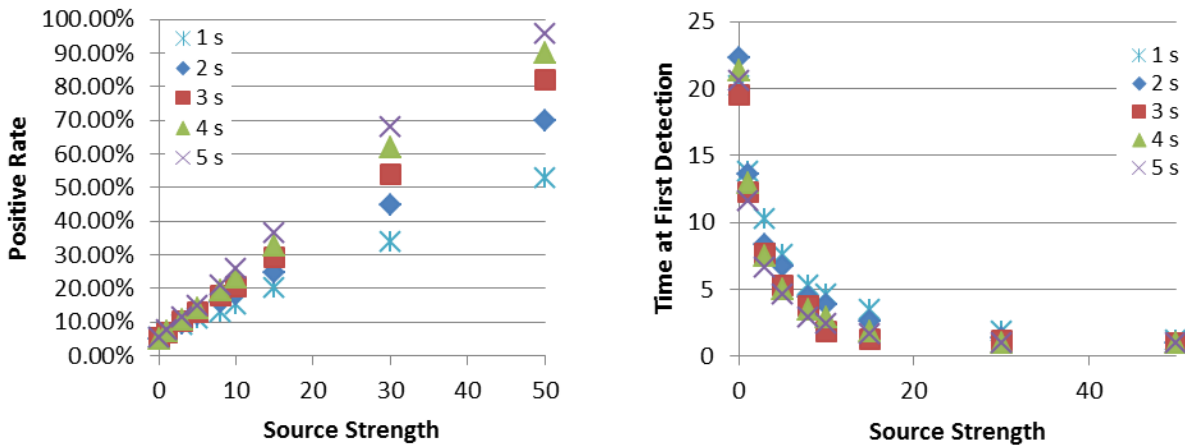 100.00%
90.00%
80.00%
70.00%
60.00%
50.00%
40.00%
30.00%
20.00%
10.00%
0.00%
Positive Rate
1 s
2 s
3 s
4 s
5 s
0 10 20 30 40 50
Source Strength
25
20
15
10
5
0
Time at First Detection
1 s
2 s
3 s
4 s
5 s
0 20 40
Source Strength